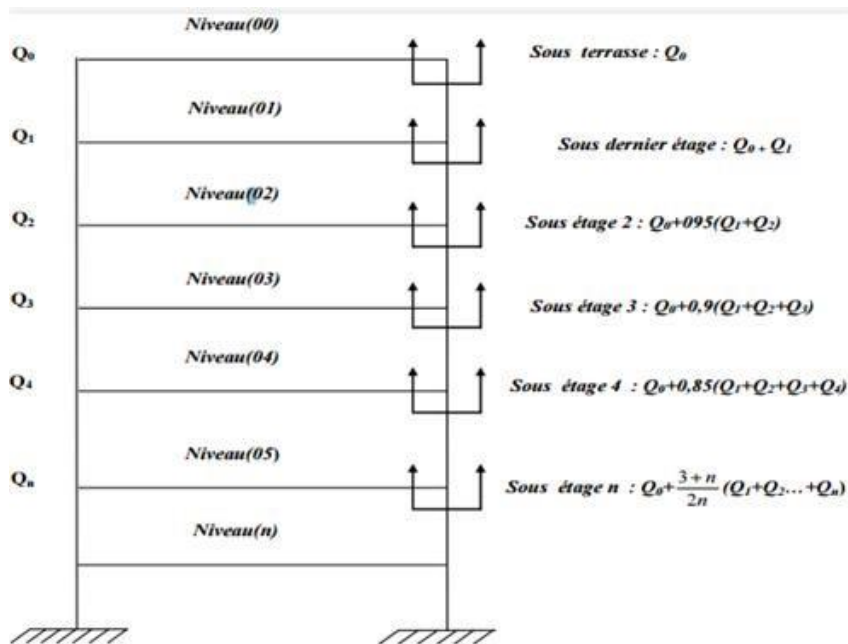 Niveau(00)
Q₀
Sous terrasse : Q₀
Niveau(01)
Q₁
Sous dernier étage : Q₀ + Q₁
Niveau(02)
Q₂
Sous étage 2 : Q₀+095(Q₁+Q₂)
Niveau(03)
Q₃
Sous étage 3 : Q₀+0,9(Q₁+Q₂+Q₃)
Niveau(04)
Q₄
Sous étage 4 : Q₀+0,85(Q₁+Q₂+Q₃+Q₄)
Niveau(05)
Qₙ
Sous étage n : Q₀+(3+n)/(2n) (Q₁+Q₂...+Qₙ)
Niveau(n)